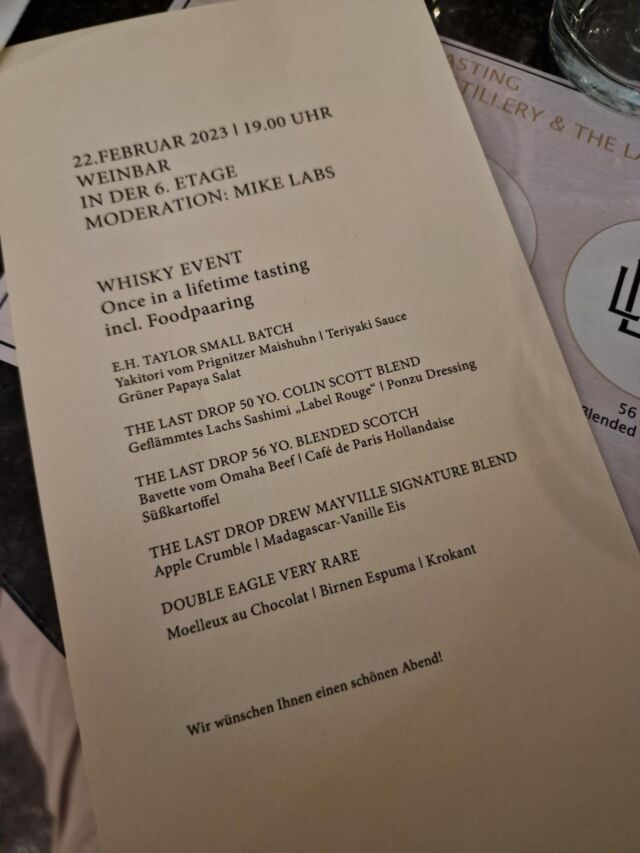 22.FEBRUAR 2023 | 19.00 UHR
WEINBAR
IN DER 6. ETAGE
MODERATION: MIKE LABS
WHISKY EVENT
Once in a lifetime tasting
incl. Foodpaaring
E.H. TAYLOR SMALL BATCH
Yakitori vom Prignitzer Maishuhn | Teriyaki Sauce
Grüner Papaya Salat
THE LAST DROP 50 YO. COLIN SCOTT BLEND
Geflämmtes Lachs Sashimi „Label Rouge“ | Ponzu Dressing
THE LAST DROP 56 YO. BLENDED SCOTCH
Bavette vom Omaha Beef | Café de Paris Hollandaise
Süßkartoffel
THE LAST DROP DREW MAYVILLE SIGNATURE BLEND
Apple Crumble | Madagascar-Vanille Eis
DOUBLE EAGLE VERY RARE
Moelleux au Chocolat | Birnen Espuma | Krokant
Wir wünschen Ihnen einen schönen Abend!
ASTING
TILLERY & THE LA
56
Blended